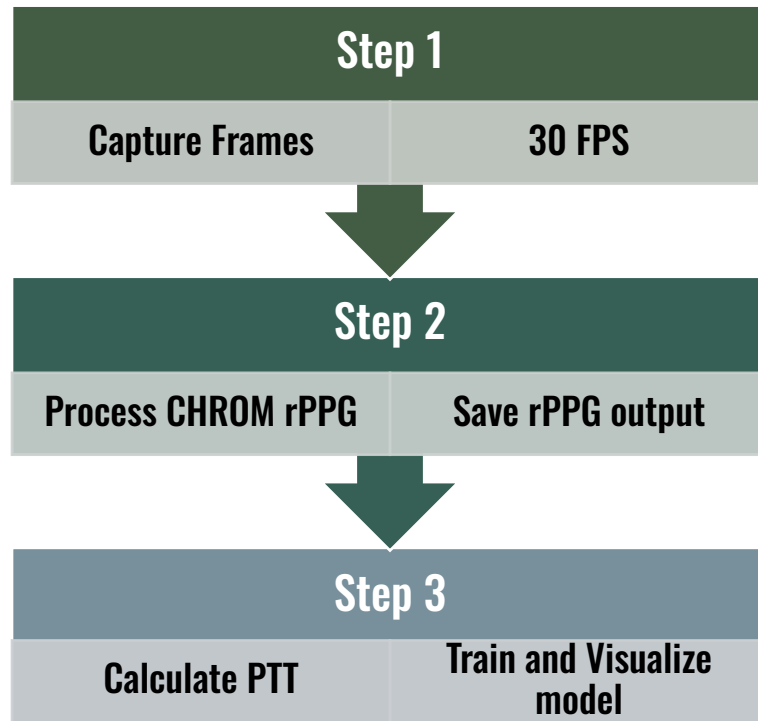 Step 1
Capture Frames
30 FPS
Step 2
Process CHROM rPPG
Save rPPG output
Step 3
Calculate PTT
Train and Visualize
model